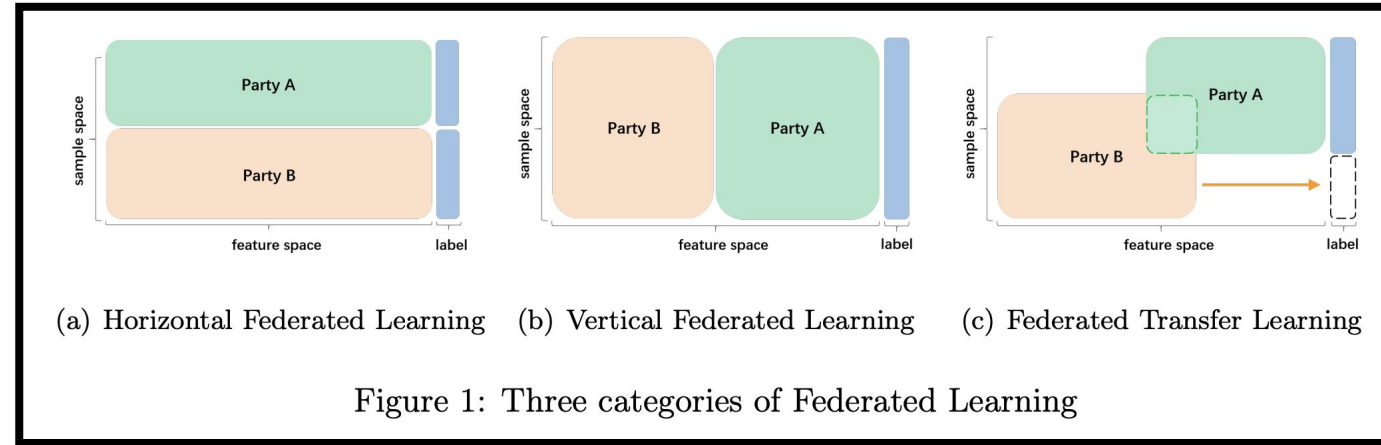 sample space
Party A
Party B
feature space
label
sample space
Party B
Party A
feature space
label
sample space
Party A
Party B
feature space
label
(a) Horizontal Federated Learning
(b) Vertical Federated Learning
(c) Federated Transfer Learning
Figure 1: Three categories of Federated Learning